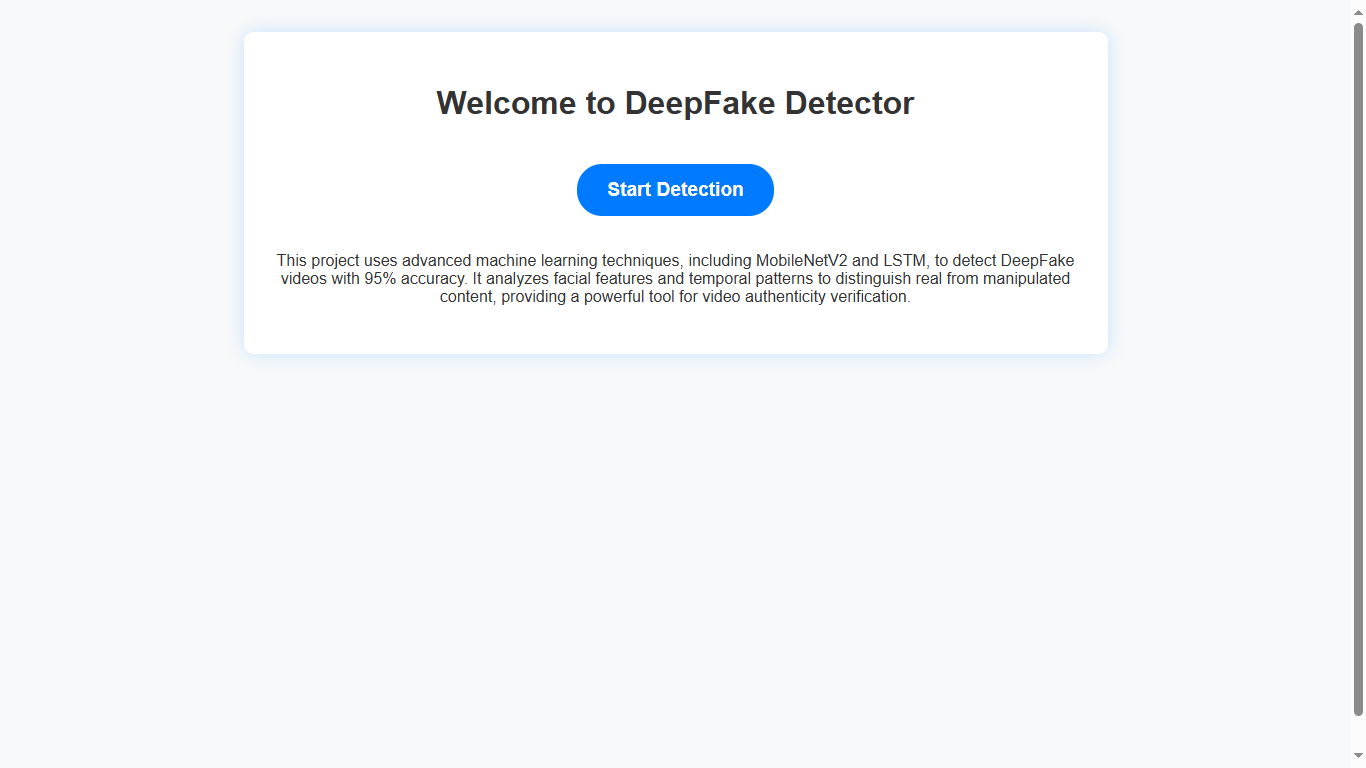 Welcome to DeepFake Detector
Start Detection
This project uses advanced machine learning techniques, including MobileNetV2 and LSTM, to detect DeepFake
videos with 95% accuracy. It analyzes facial features and temporal patterns to distinguish real from manipulated
content, providing a powerful tool for video authenticity verification.